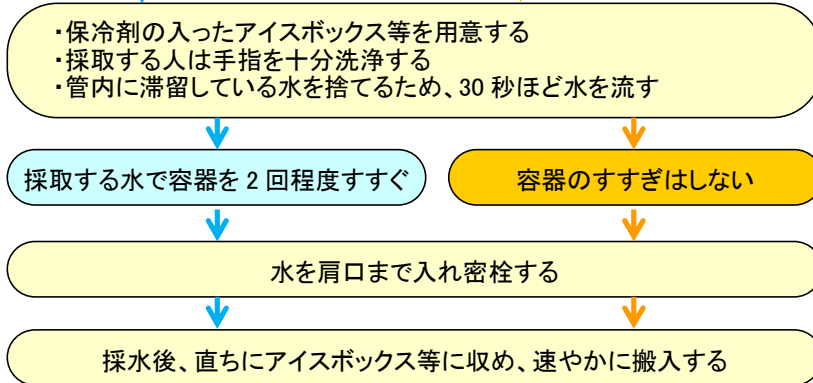 ・保冷剤の入ったアイスボックス等を用意する
・採取する人は手指を十分洗浄する
・管内に滞留している水を捨てるため、30 秒ほど水を流す
採取する水で容器を 2 回程度すすぐ
容器のすすぎはしない
水を肩口まで入れ密栓する
採水後、直ちにアイスボックス等に収め、速やかに搬入する